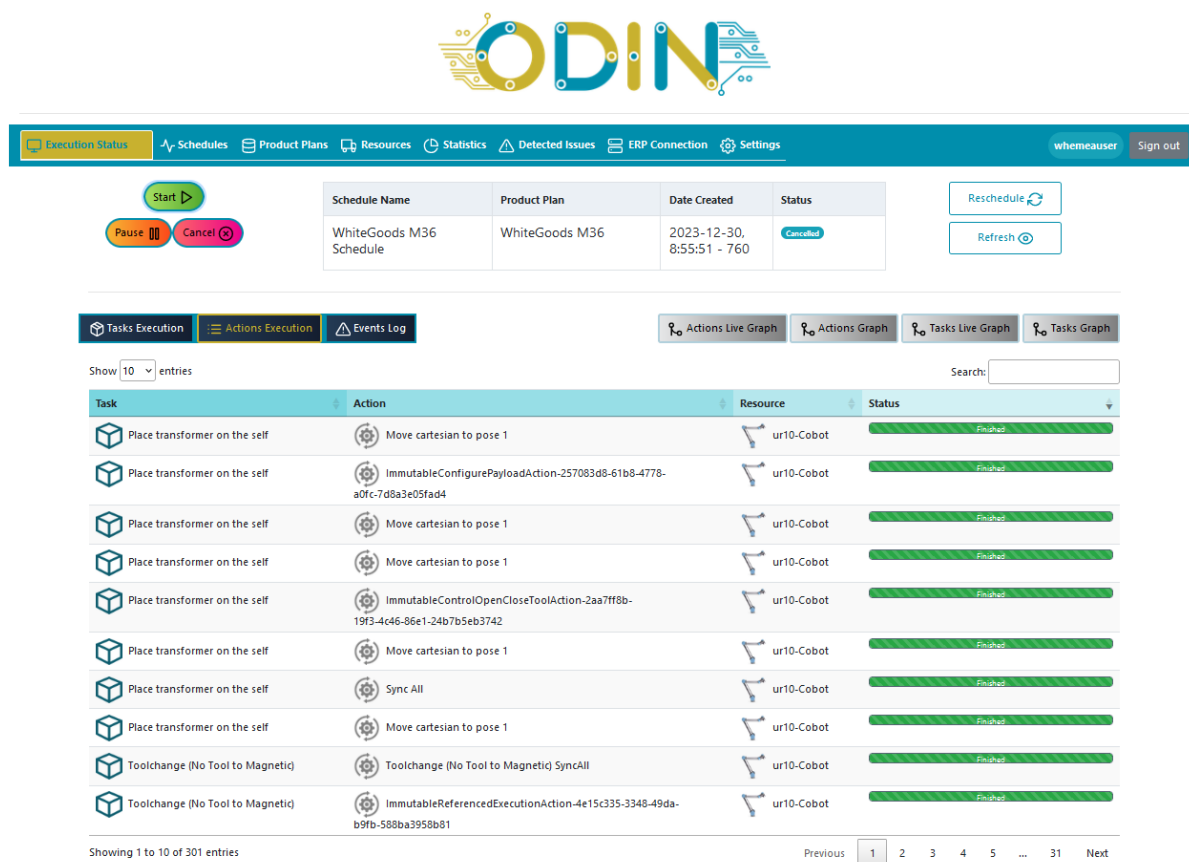 ODIN
Execution Status Schedules Product Plans Resources Statistics Detected Issues ERP Connection Settings whemeauser Sign out
Start
Pause Cancel
Schedule Name Product Plan Date Created Status
WhiteGoods M36 WhiteGoods M36 2023-12-30, Cancelled
Schedule 8:55:51 - 760
Reschedule
Refresh
Tasks Execution Actions Execution Events Log Actions Live Graph Actions Graph Tasks Live Graph Tasks Graph
Show 10 entries Search:
Task Action Resource Status
Place transformer on the self Move cartesian to pose 1 ur10-Cobot Finished
Place transformer on the self ImmutableConfigurePayloadAction-257083d8-61b8-4778- ur10-Cobot Finished
a0fc-7d8a3e05fad4
Place transformer on the self Move cartesian to pose 1 ur10-Cobot Finished
Place transformer on the self Move cartesian to pose 1 ur10-Cobot Finished
Place transformer on the self ImmutableControlOpenCloseToolAction-2aa7ff8b- ur10-Cobot Finished
19f3-4c46-86e1-24b7b5eb3742
Place transformer on the self Move cartesian to pose 1 ur10-Cobot Finished
Place transformer on the self Sync All ur10-Cobot Finished
Place transformer on the self Move cartesian to pose 1 ur10-Cobot Finished
Toolchange (No Tool to Magnetic) Toolchange (No Tool to Magnetic) SyncAll ur10-Cobot Finished
Toolchange (No Tool to Magnetic) ImmutableReferencedExecutionAction-4e15c335-3348-49da- ur10-Cobot Finished
b9fb-588ba3958b81
Showing 1 to 10 of 301 entries Previous 1 2 3 4 5 ... 31 Next